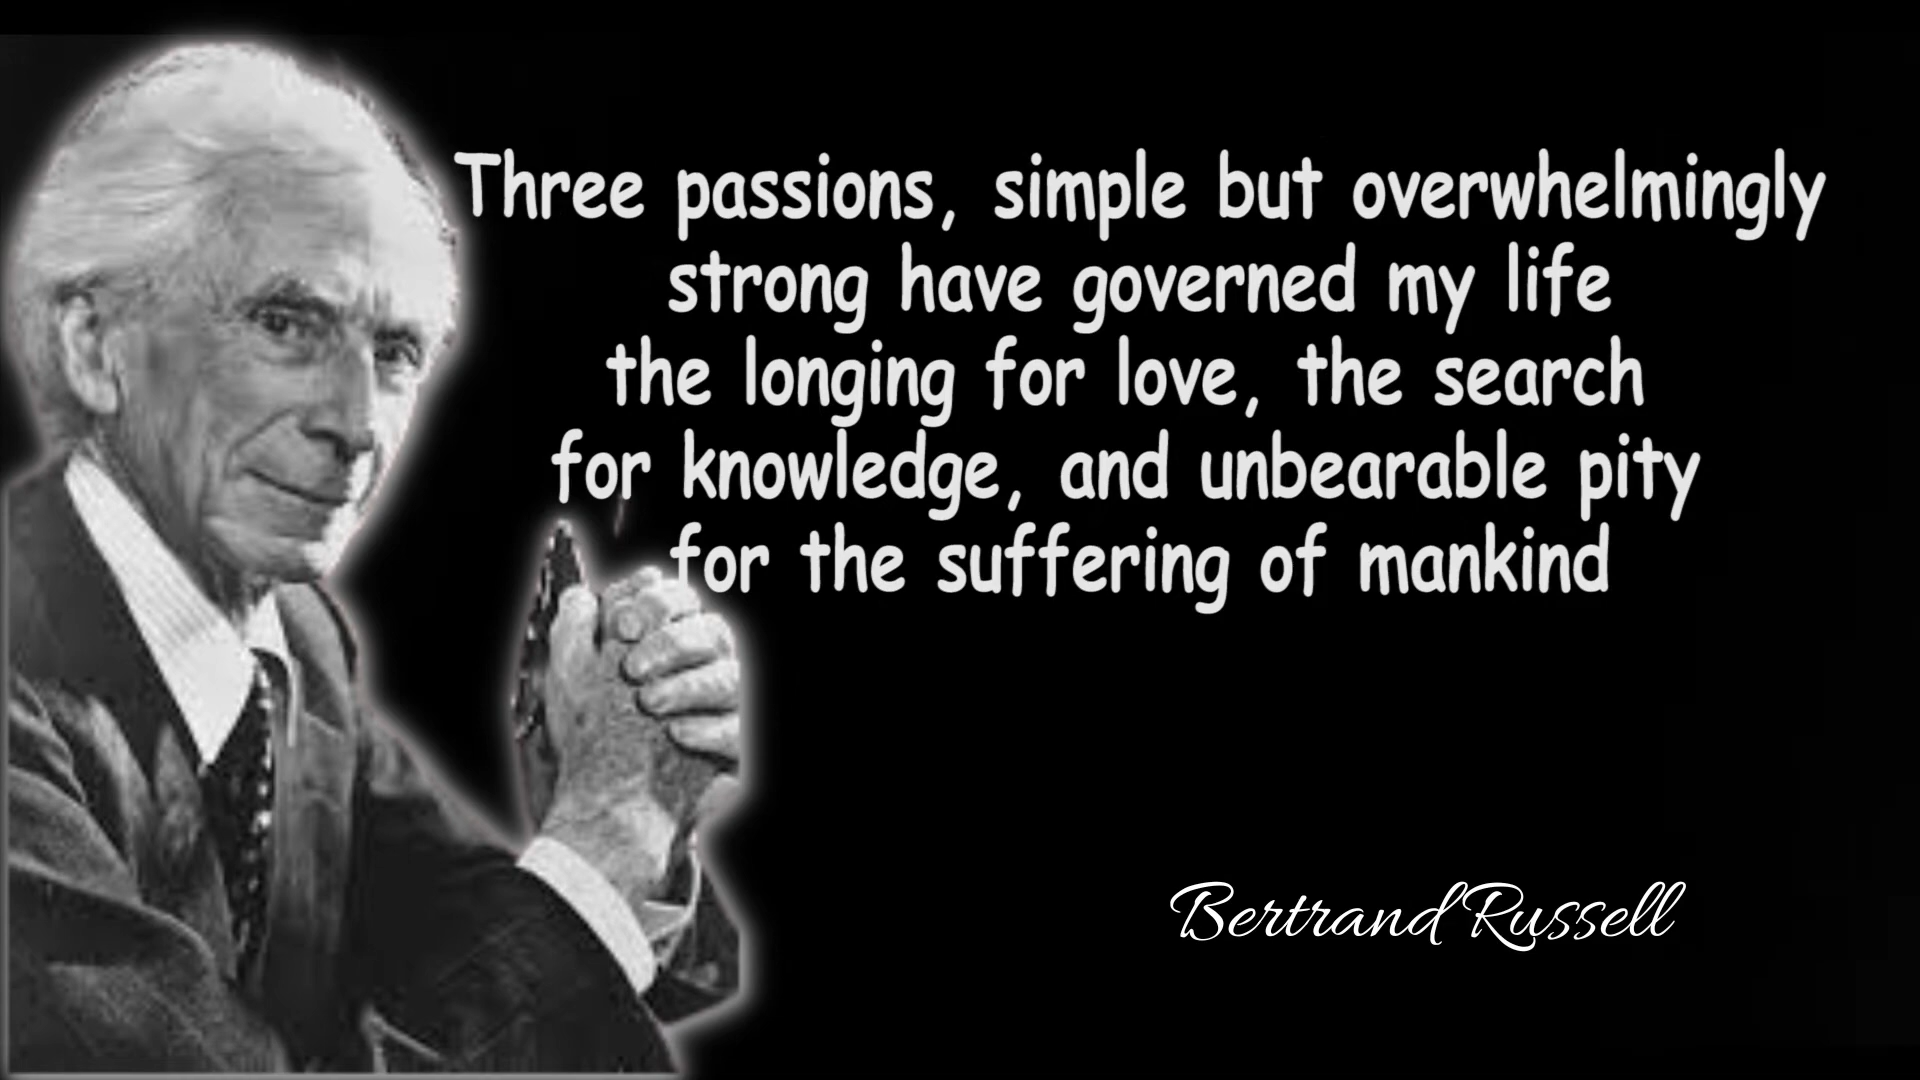 Three passions, simple but overwhelmingly
strong have governed my life
the longing for love, the search
for knowledge, and unbearable pity
for the suffering of mankind
Bertrand Russell